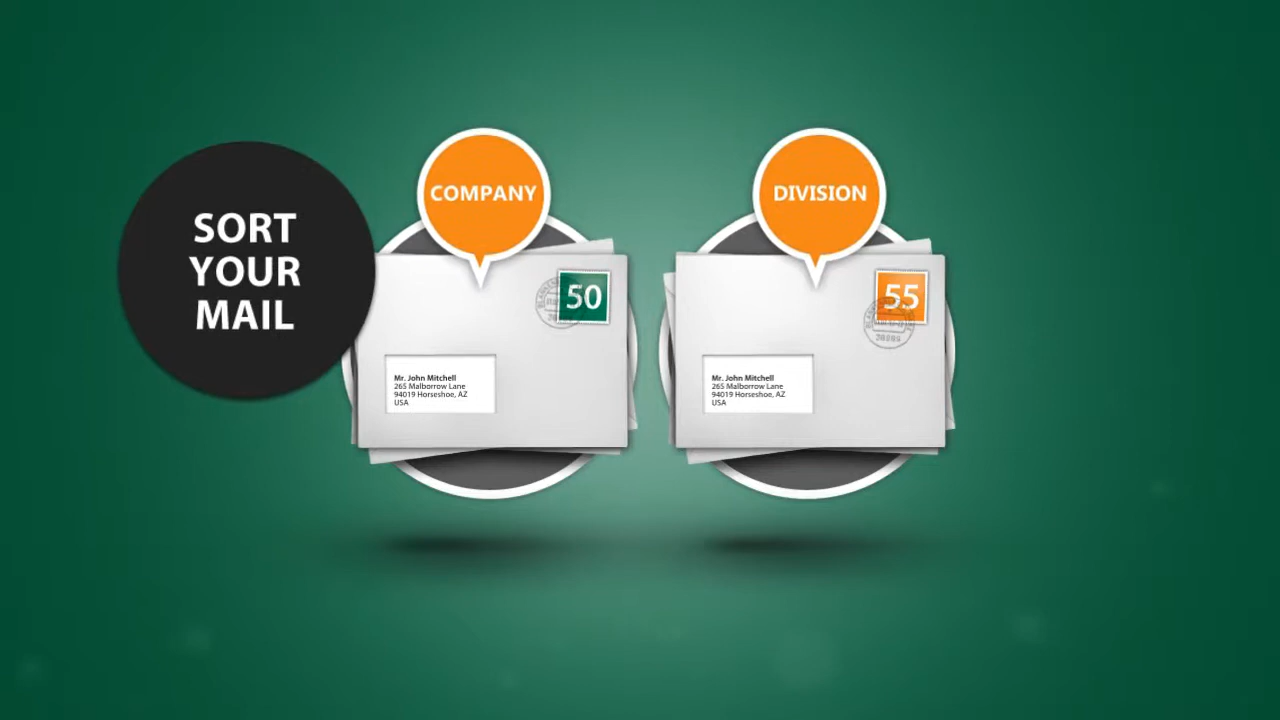 SORT
YOUR
MAIL
COMPANY
50
Mr. John Mitchell
265 Malborrow Lane
94019 Horseshoe, AZ
USA
DIVISION
55
Mr. John Mitchell
265 Malborrow Lane
94019 Horseshoe, AZ
USA